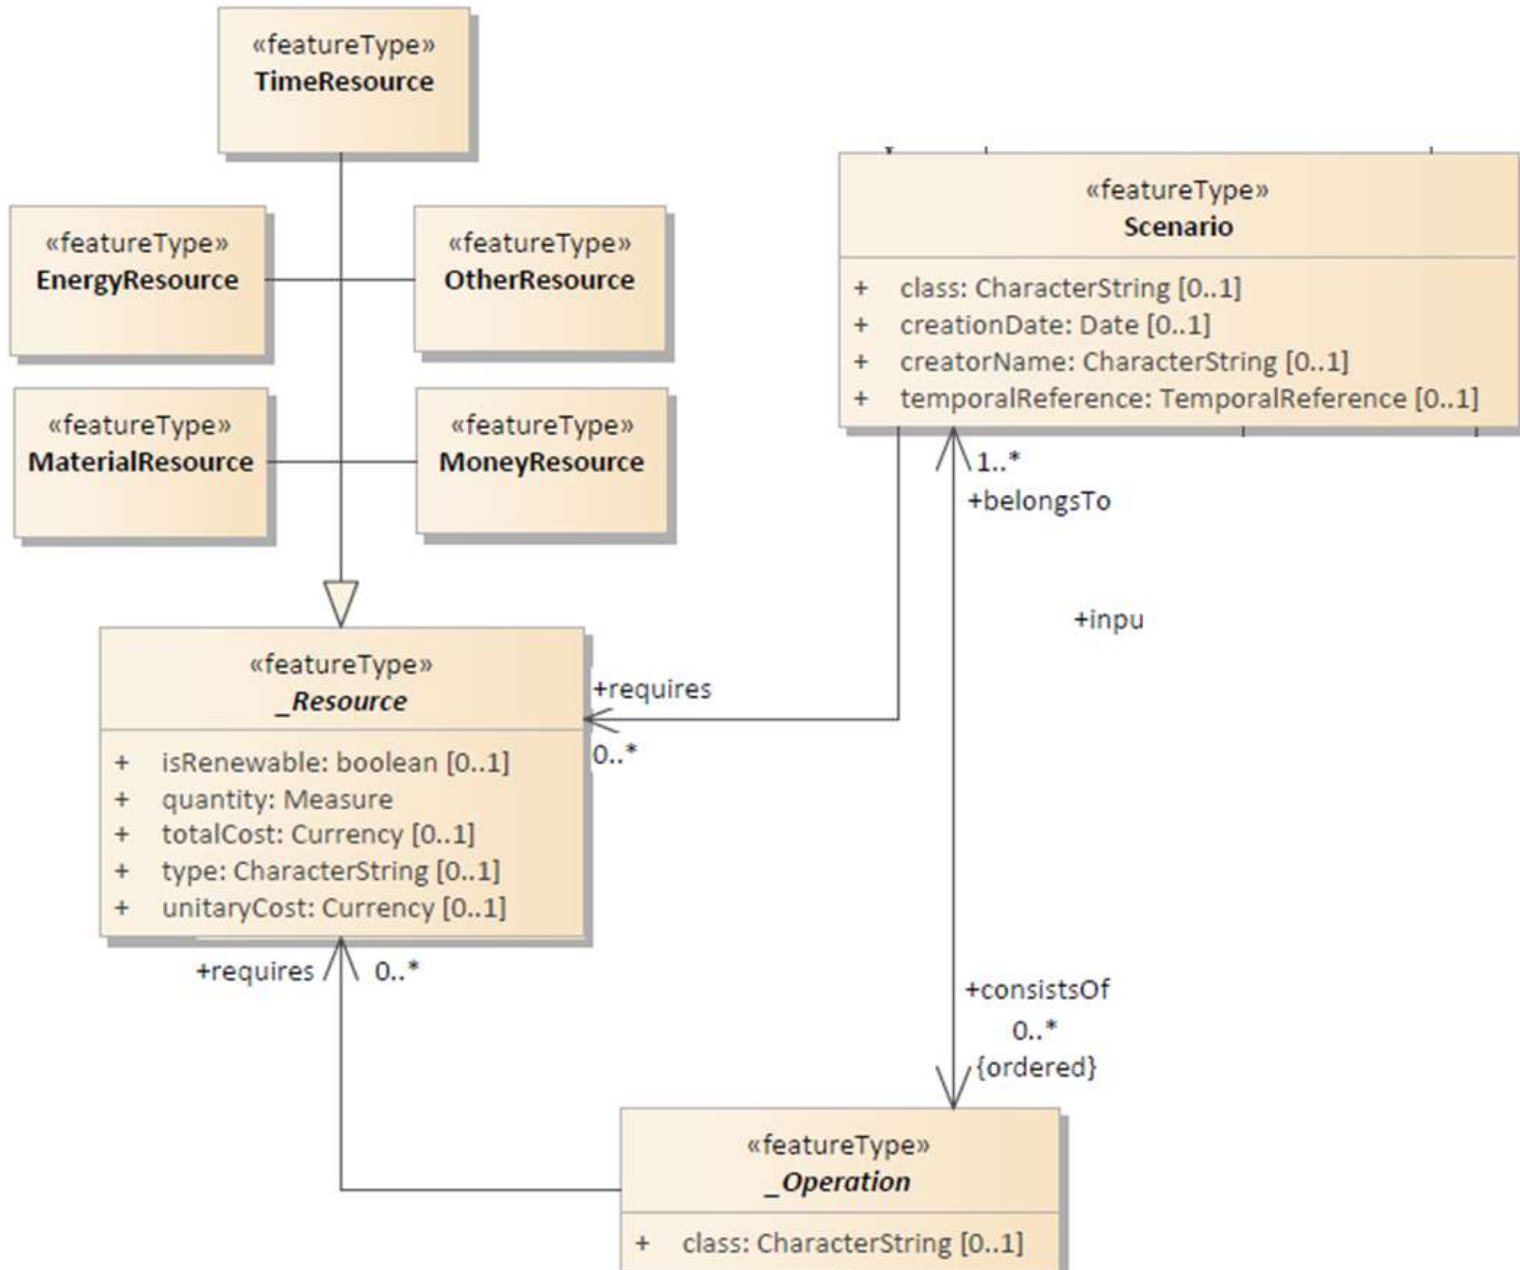 «featureType»
TimeResource
«featureType»
EnergyResource
«featureType»
OtherResource
«featureType»
MaterialResource
«featureType»
MoneyResource
«featureType»
Scenario
+ class: CharacterString [0..1]
+ creationDate: Date [0..1]
+ creatorName: CharacterString [0..1]
+ temporalReference: TemporalReference [0..1]
1..*
+belongsTo
+inpu
«featureType»
_Resource
+ isRenewable: boolean [0..1]
+ quantity: Measure
+ totalCost: Currency [0..1]
+ type: CharacterString [0..1]
+ unitaryCost: Currency [0..1]
+requires
0..*
+requires
0..*
+consistsOf
0..*
{ordered}
«featureType»
_Operation
+ class: CharacterString [0..1]